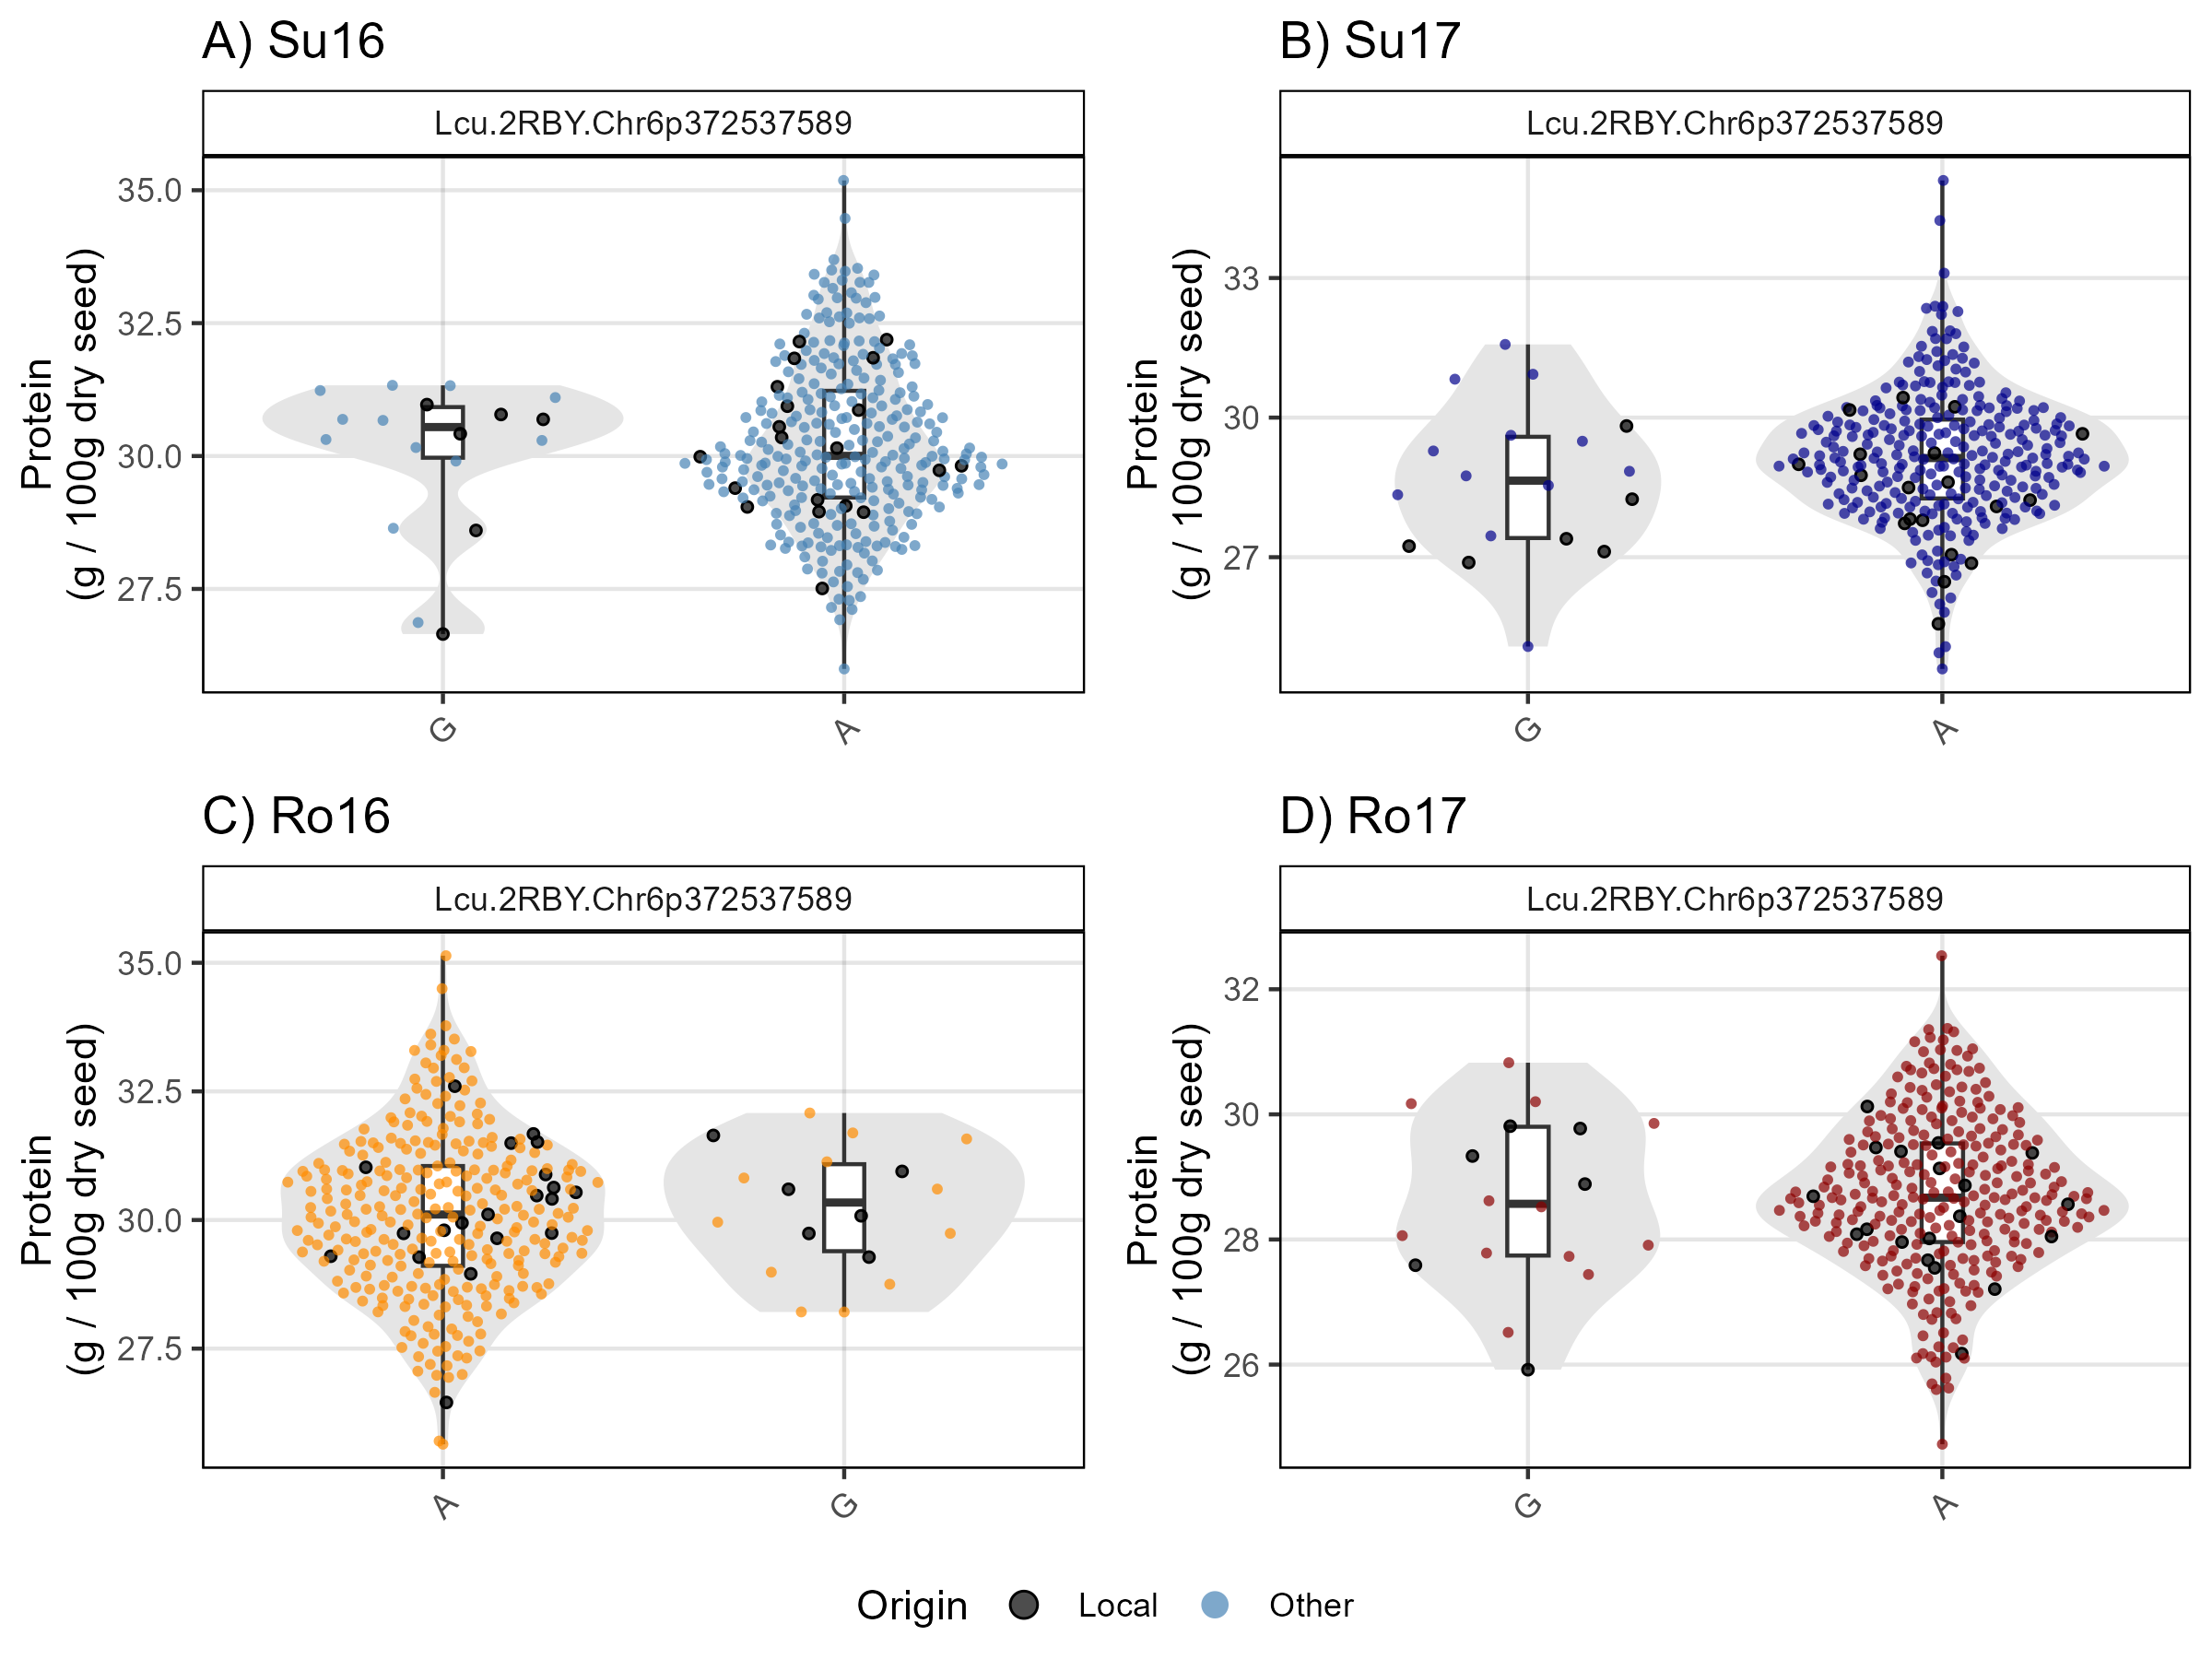 A) Su16
Lcu.2RBY.Chr6p372537589
Protein
(g / 100g dry seed)
35.0
32.5
30.0
27.5
G
A
B) Su17
Lcu.2RBY.Chr6p372537589
Protein
(g / 100g dry seed)
33
30
27
G
A
C) Ro16
Lcu.2RBY.Chr6p372537589
Protein
(g / 100g dry seed)
35.0
32.5
30.0
27.5
A
G
D) Ro17
Lcu.2RBY.Chr6p372537589
Protein
(g / 100g dry seed)
32
30
28
26
G
A
Origin
Local
Other